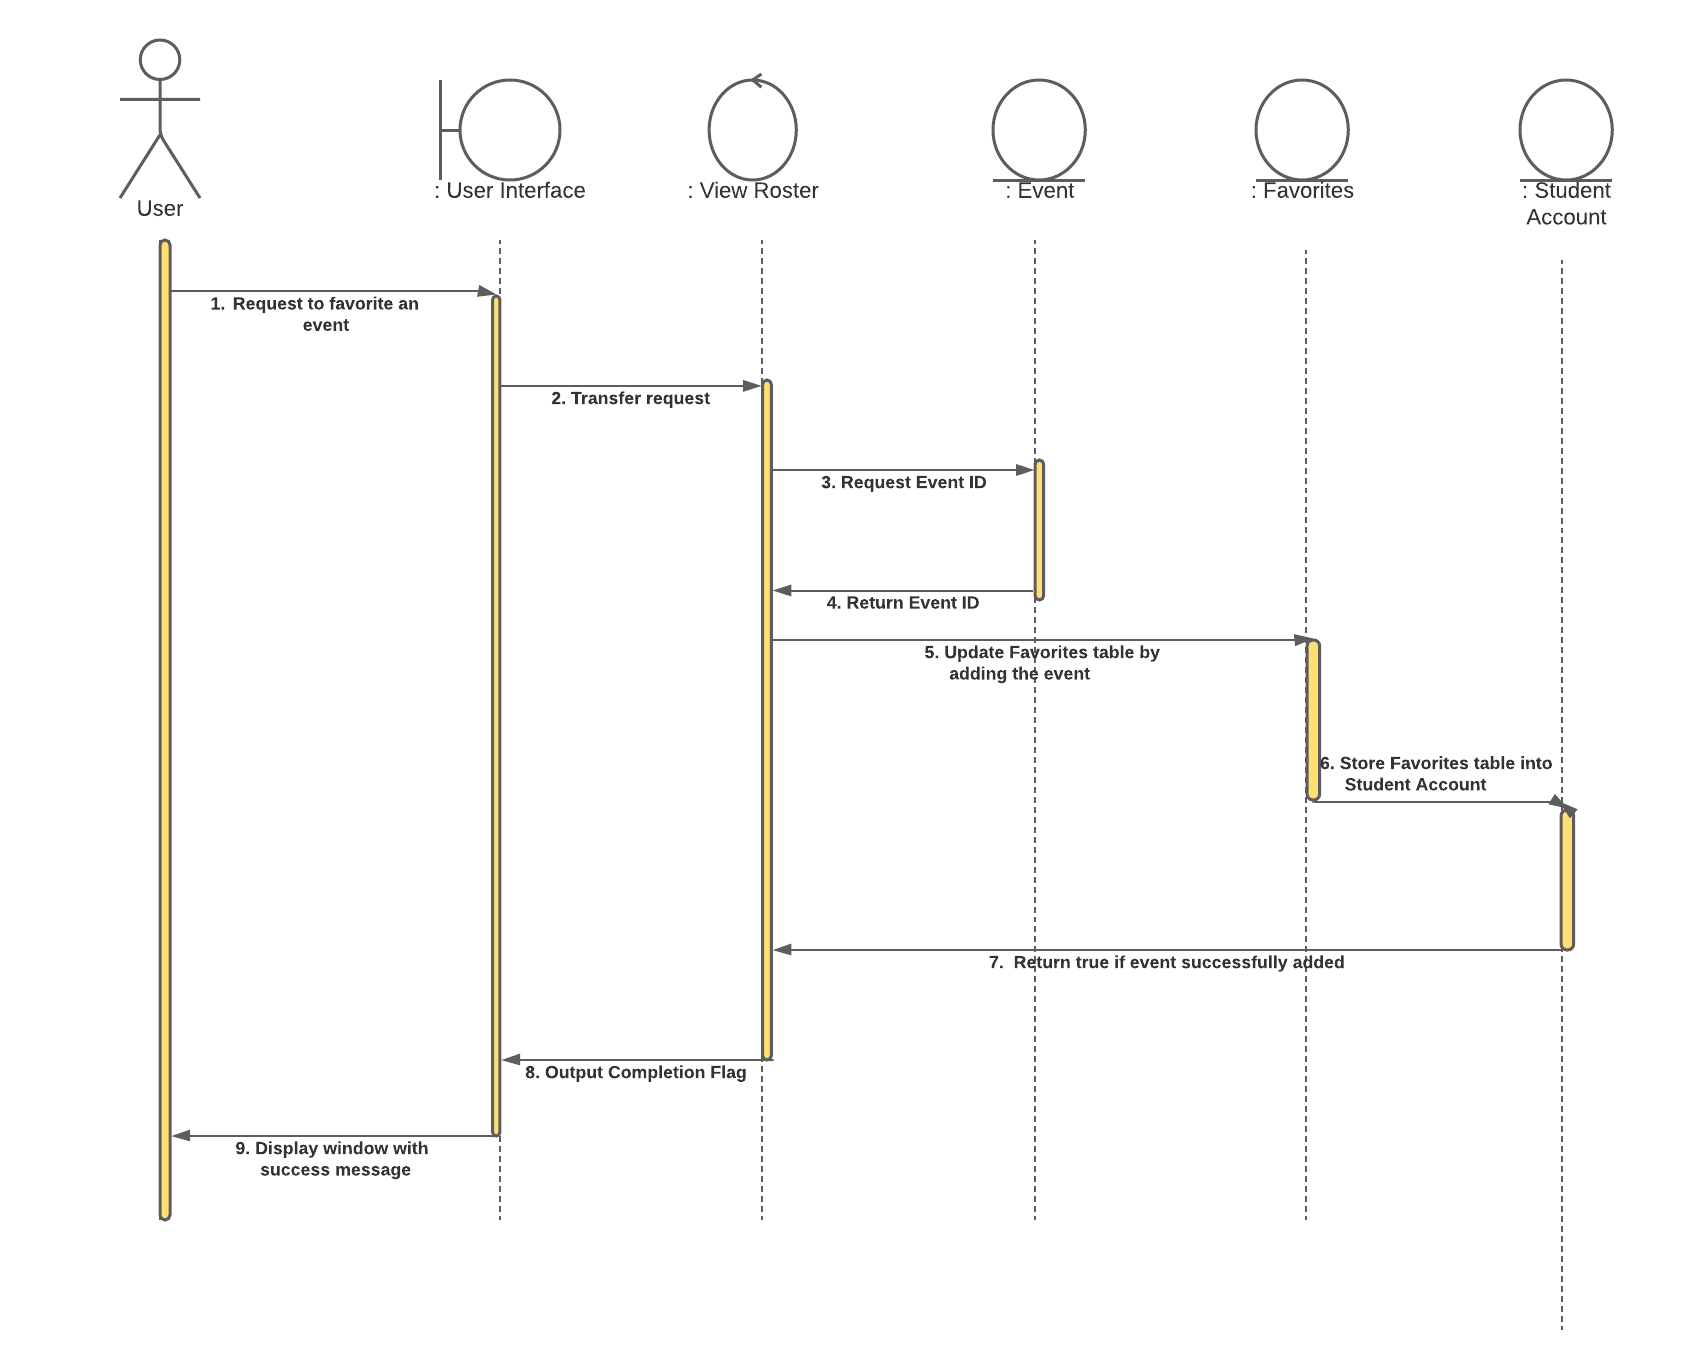 User
: User Interface
: View Roster
: Event
: Favorites
: Student
Account
1. Request to favorite an
event
2. Transfer request
3. Request Event ID
4. Return Event ID
5. Update Favorites table by
adding the event
6. Store Favorites table into
Student Account
7. Return true if event successfully added
8. Output Completion Flag
9. Display window with
success message